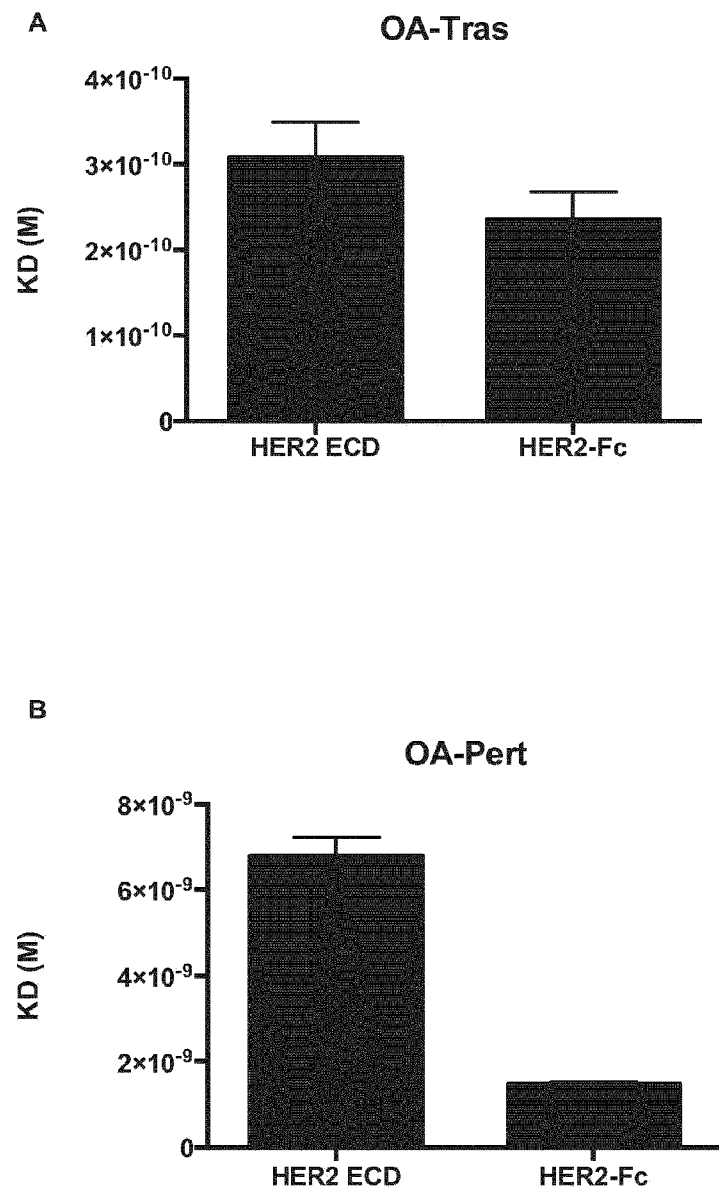 A
OA-Tras
4×10⁻¹⁰
3×10⁻¹⁰
2×10⁻¹⁰
1×10⁻¹⁰
0
KD (M)
HER2 ECD
HER2-Fc
B
OA-Pert
8×10⁻⁹
6×10⁻⁹
4×10⁻⁹
2×10⁻⁹
0
KD (M)
HER2 ECD
HER2-Fc